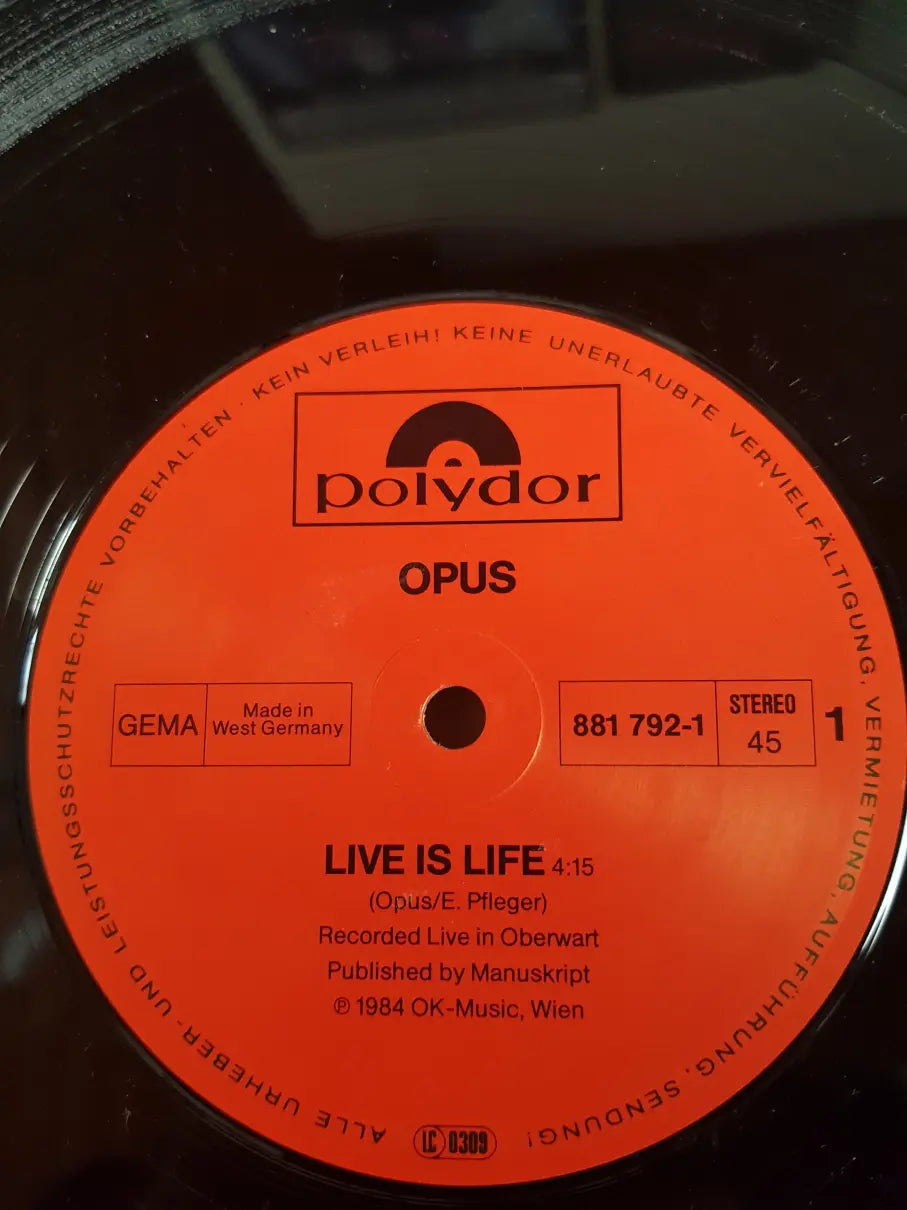 ALLE URHEBER- UND LEISTUNGSSCHUTZRECHTE VORBEHALTEN · KEIN VERLEIH! KEINE UNERLAUBTE VERVIELFÄLTIGUNG, VERMIETUNG, AUFFÜHRUNG, SENDUNG!
polydor
OPUS
GEMA
Made in
West Germany
881 792-1
STEREO
45
1
LIVE IS LIFE 4:15
(Opus/E. Pfleger)
Recorded Live in Oberwart
Published by Manuskript
℗ 1984 OK-Music, Wien
LC 0309